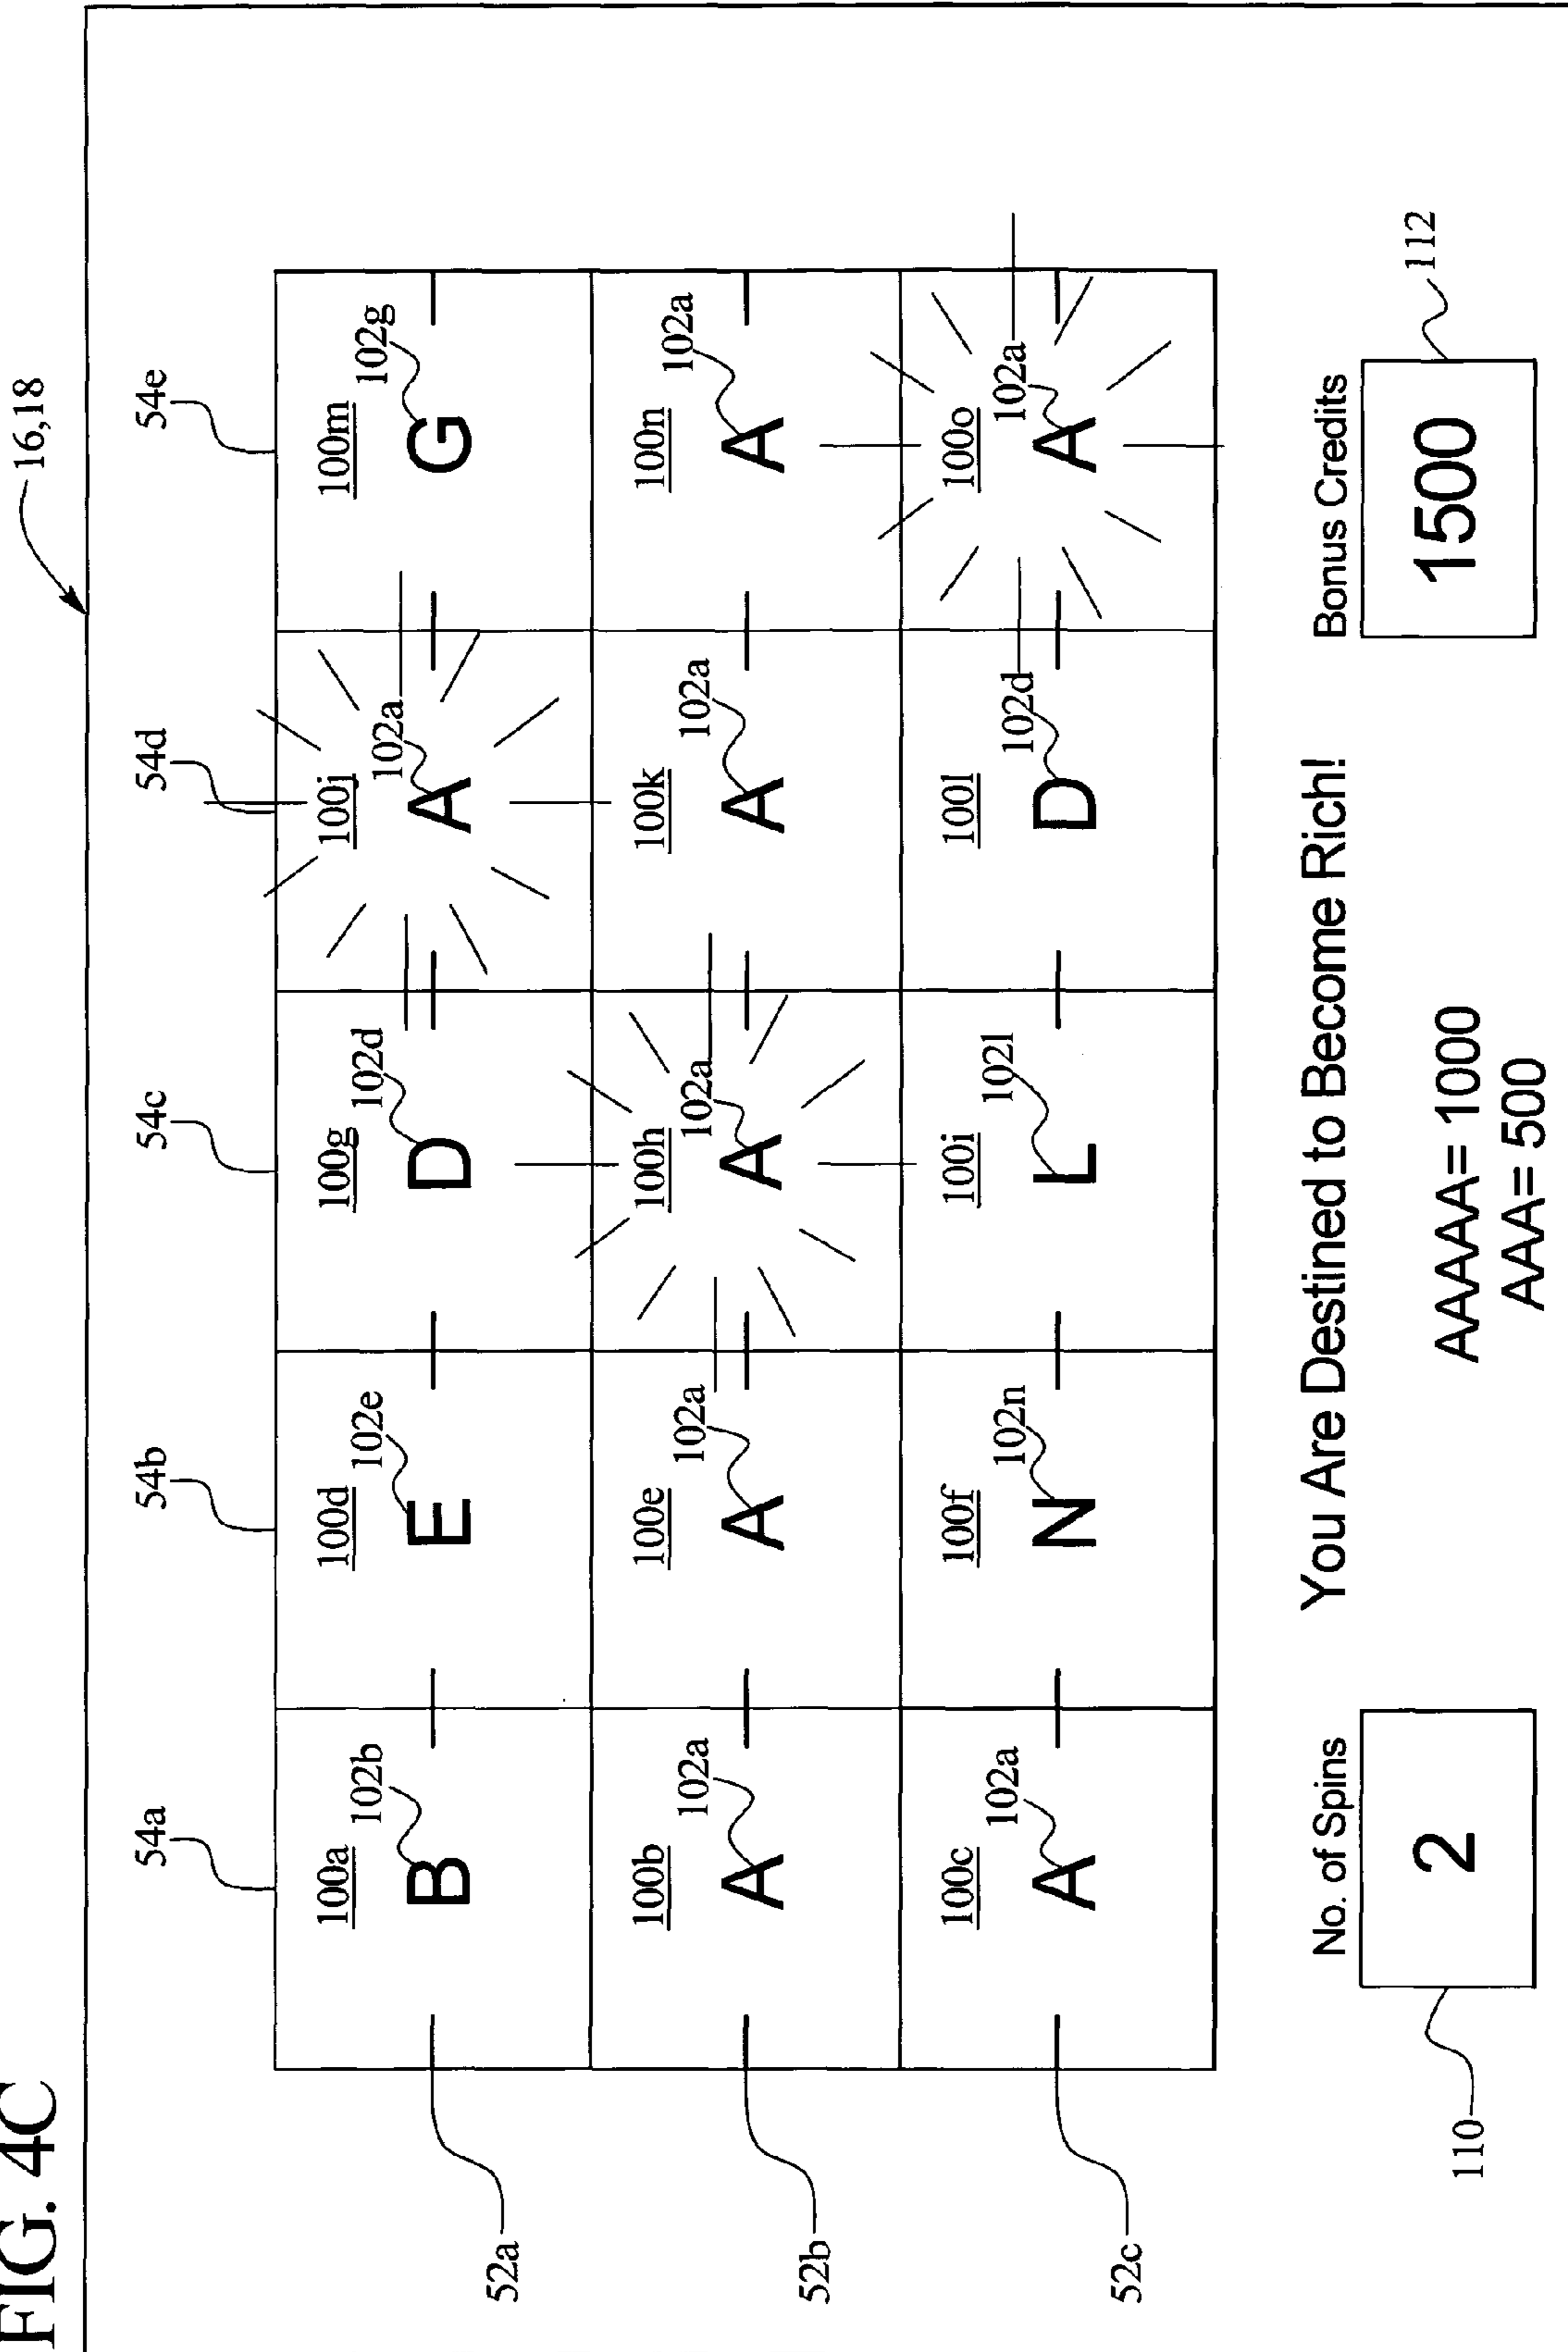 FIG. 4C
16,18
54a 54b 54c 54d 54e
100a 102b 100d 102e 100g 102d 100j 102a 100m 102g
B E D A G
52a
100b 102a 100e 102a 100h 102a 100k 102a 100n 102a
A A A A A
52b
100c 102a 100f 102n 100i 102l 100l 102d 100o 102a
A N L D A
52c
No. of Spins You Are Destined to Become Rich! Bonus Credits
110 2 AAAAA= 1000 1500 112
AAA= 500